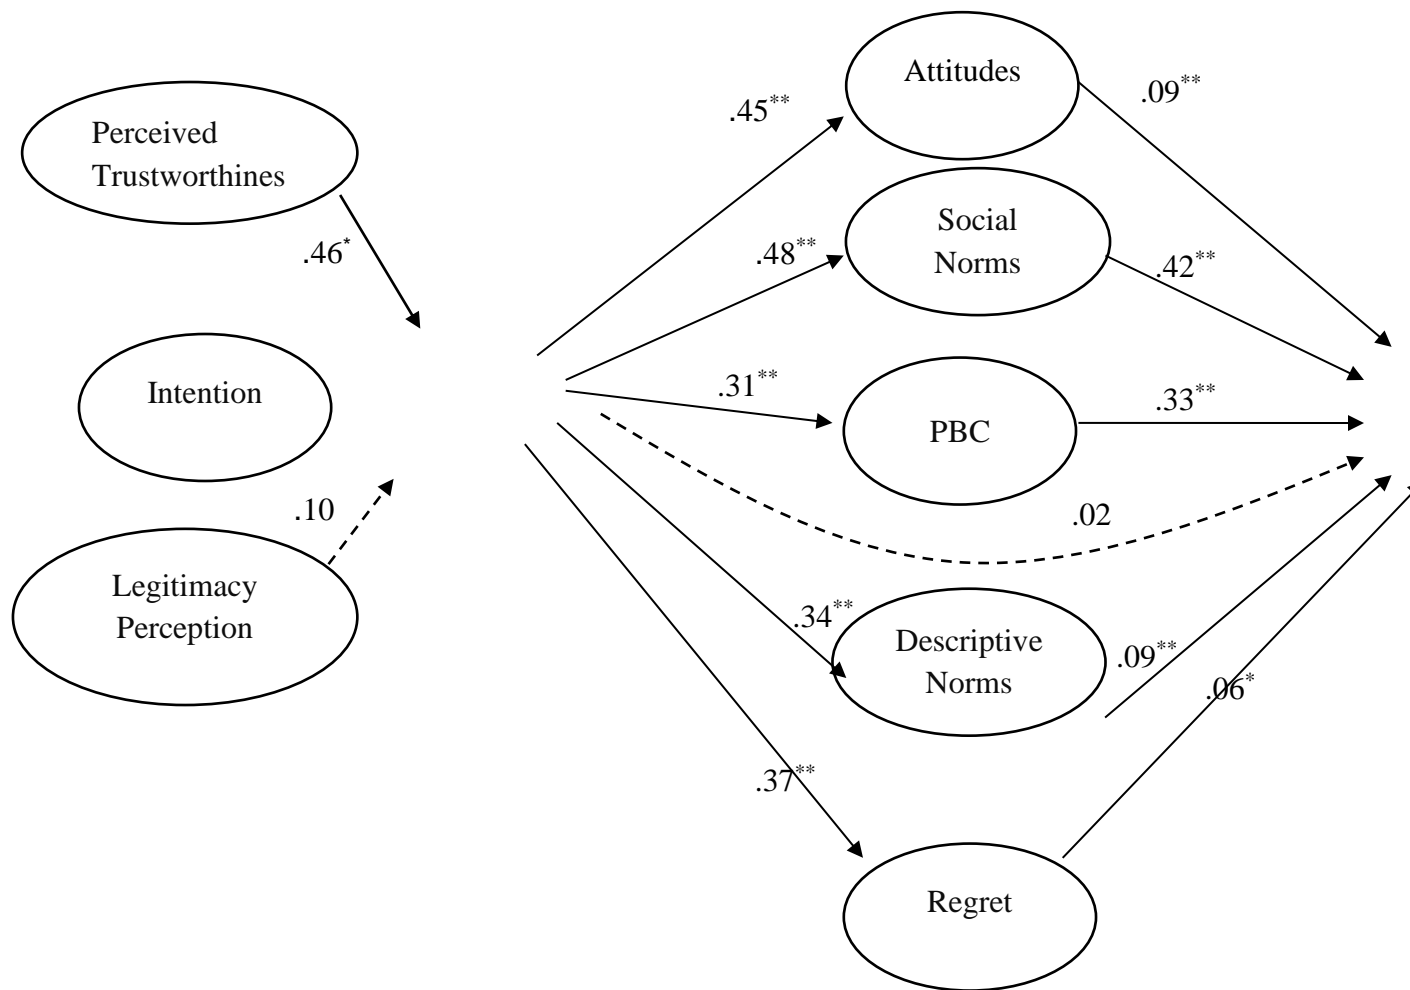 Perceived
Trustworthines
.46*
Intention
.10
Legitimacy
Perception
.45**
.48**
.31**
.34**
.37**
Attitudes
Social
Norms
PBC
.02
Descriptive
Norms
Regret
.09**
.42**
.33**
.09**
.06*